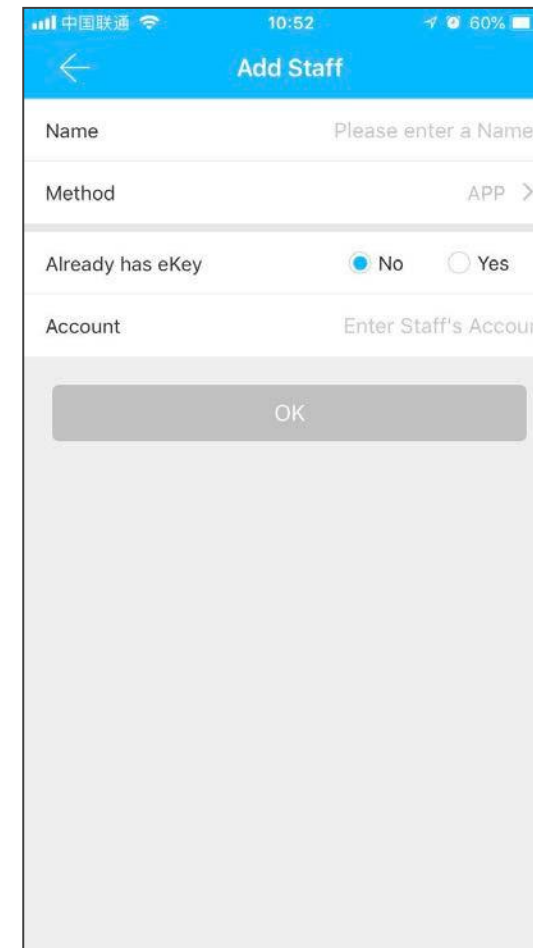 中国联通 10:52 60%
Add Staff
Name Please enter a Name
Method APP
Already has eKey No Yes
Account Enter Staff's Accou
OK